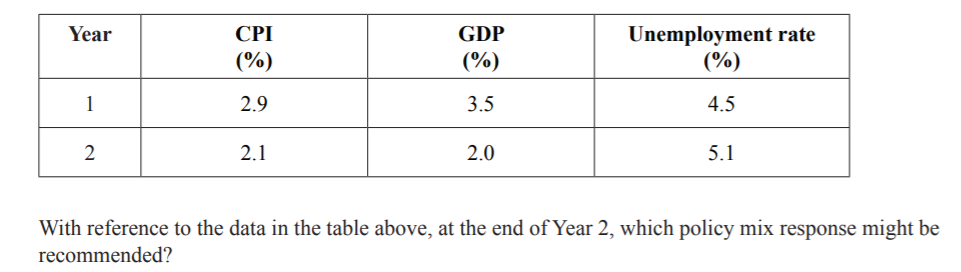 Year CPI GDP Unemployment rate
(%) (%) (%)
1 2.9 3.5 4.5
2 2.1 2.0 5.1
With reference to the data in the table above, at the end of Year 2, which policy mix response might be
recommended?